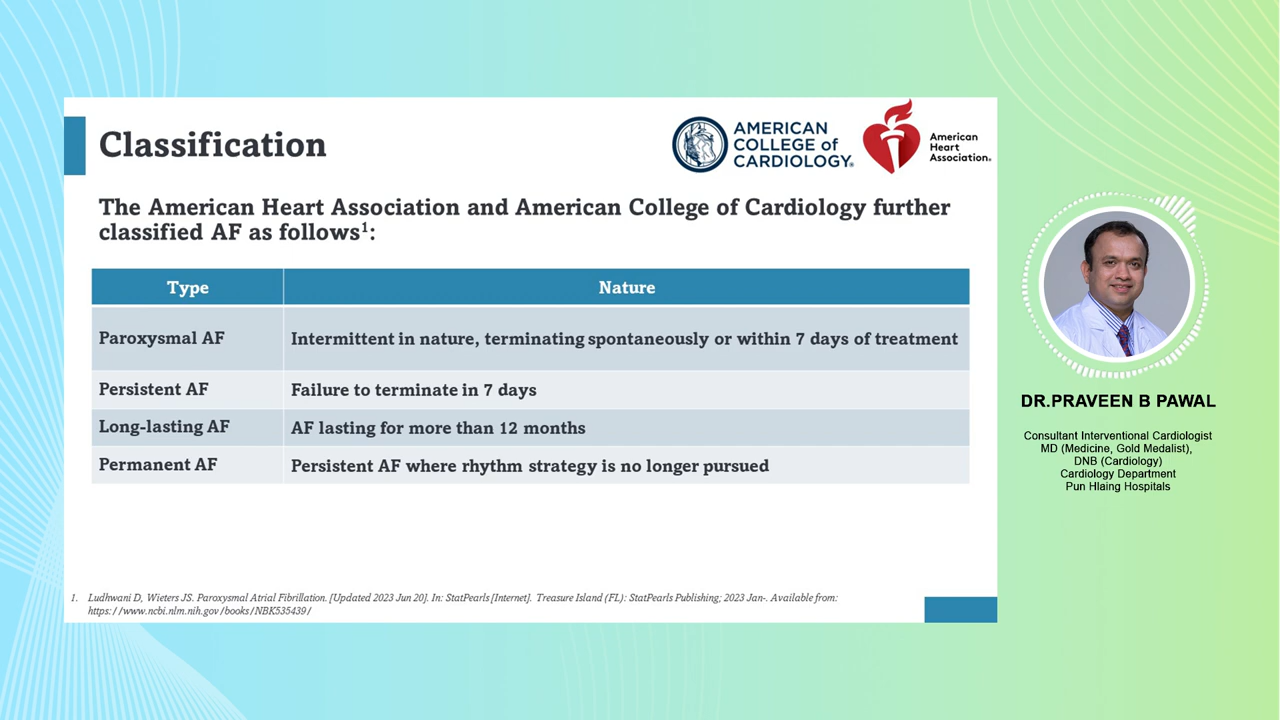 Classification
AMERICAN
COLLEGE of
CARDIOLOGY®
American
Heart
Association®
The American Heart Association and American College of Cardiology further
classified AF as follows¹:
Type Nature
Paroxysmal AF Intermittent in nature, terminating spontaneously or within 7 days of treatment
Persistent AF Failure to terminate in 7 days
Long-lasting AF AF lasting for more than 12 months
Permanent AF Persistent AF where rhythm strategy is no longer pursued
1. Ludhwani D, Wieters JS. Paroxysmal Atrial Fibrillation. [Updated 2023 Jun 20]. In: StatPearls [Internet]. Treasure Island (FL): StatPearls Publishing; 2023 Jan-. Available from:
https://www.ncbi.nlm.nih.gov/books/NBK535439/
DR.PRAVEEN B PAWAL
Consultant Interventional Cardiologist
MD (Medicine, Gold Medalist),
DNB (Cardiology)
Cardiology Department
Pun Hlaing Hospitals